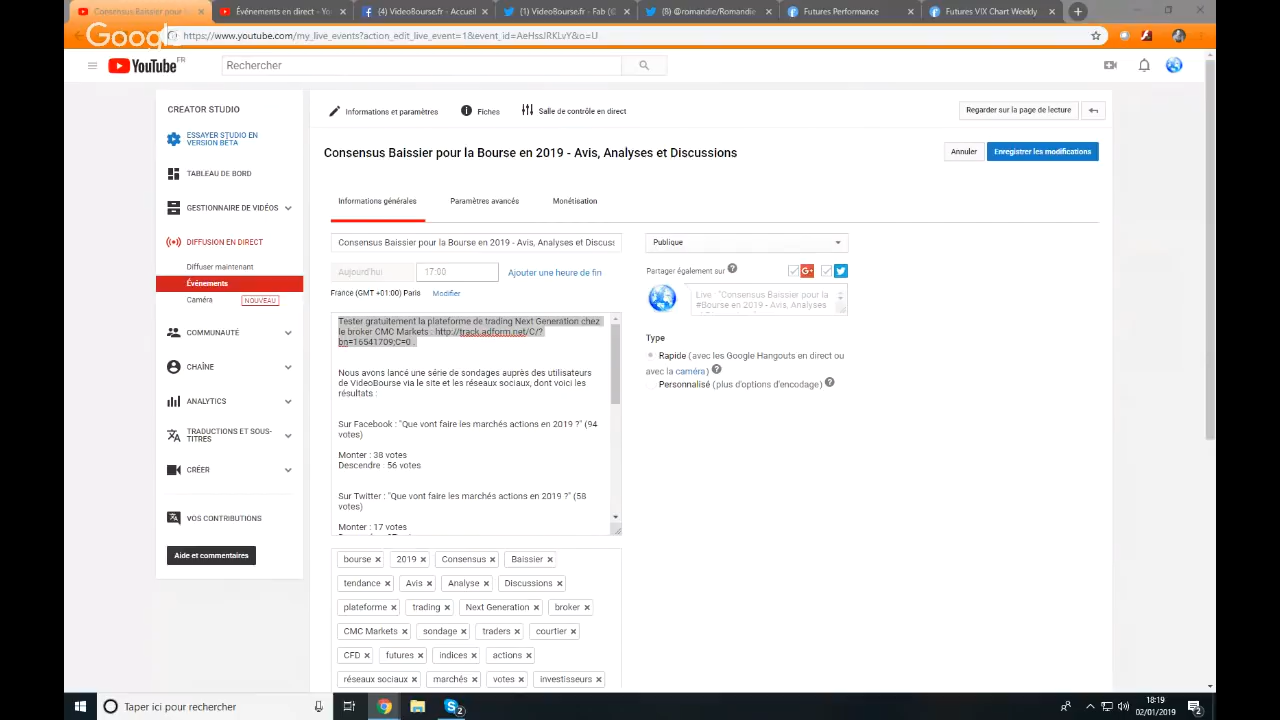 Consensus Baissier pour l
Événements en direct - You
(4) VideoBourse.fr - Accueil
(1) VideoBourse.fr - Fab (@
(8) @romandie/Romandie
Futures Performance
Futures VIX Chart Weekly
Google
https://www.youtube.com/my_live_events?action_edit_live_event=1&event_id=AeHssJRKLvY&o=U
YouTube FR
Rechercher
CREATOR STUDIO
ESSAYER STUDIO EN
VERSION BÊTA
TABLEAU DE BORD
GESTIONNAIRE DE VIDÉOS
DIFFUSION EN DIRECT
Diffuser maintenant
Événements
Caméra NOUVEAU
COMMUNAUTÉ
CHAÎNE
ANALYTICS
TRADUCTIONS ET SOUS-
TITRES
CRÉER
VOS CONTRIBUTIONS
Aide et commentaires
Informations et paramètres
Fiches
Salle de contrôle en direct
Regarder sur la page de lecture
Consensus Baissier pour la Bourse en 2019 - Avis, Analyses et Discussions
Annuler
Enregistrer les modifications
Informations générales
Paramètres avancés
Monétisation
Consensus Baissier pour la Bourse en 2019 - Avis, Analyses et Discuss
Aujourd'hui
17:00
Ajouter une heure de fin
France (GMT +01:00) Paris
Modifier
Tester gratuitement la plateforme de trading Next Generation chez
le broker CMC Markets : http://track.adform.net/C/?
bn=16541709;C=0 .
Nous avons lancé une série de sondages auprès des utilisateurs
de VideoBourse via le site et les réseaux sociaux, dont voici les
résultats :
Sur Facebook : "Que vont faire les marchés actions en 2019 ?" (94
votes)
Monter : 38 votes
Descendre : 56 votes
Sur Twitter : "Que vont faire les marchés actions en 2019 ?" (58
votes)
Monter : 17 votes
Publique
Partager également sur
Live : "Consensus Baissier pour la
#Bourse en 2019 - Avis, Analyses
Type
Rapide (avec les Google Hangouts en direct ou
avec la caméra)
Personnalisé (plus d'options d'encodage)
bourse 2019 Consensus Baissier
tendance Avis Analyse Discussions
plateforme trading Next Generation broker
CMC Markets sondage traders courtier
CFD futures indices actions
réseaux sociaux marchés votes investisseurs
Taper ici pour rechercher
2
18:19
02/01/2019
2